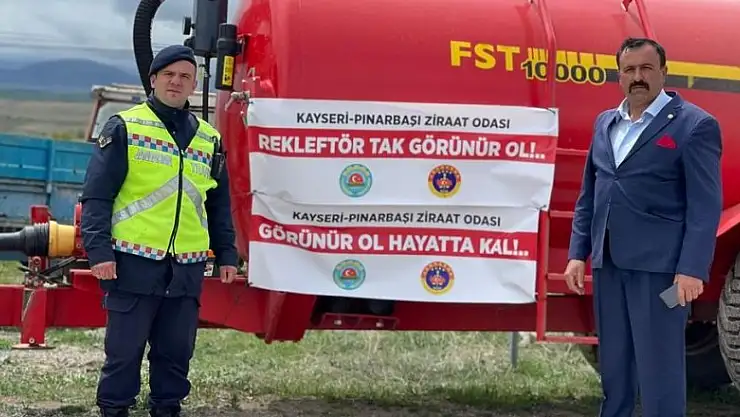 FST 10000
KAYSERİ-PINARBAŞI ZİRAAT ODASI
REKLEFTÖR TAK GÖRÜNÜR OL!..
KAYSERİ-PINARBAŞI ZİRAAT ODASI
GÖRÜNÜR OL HAYATTA KAL!..